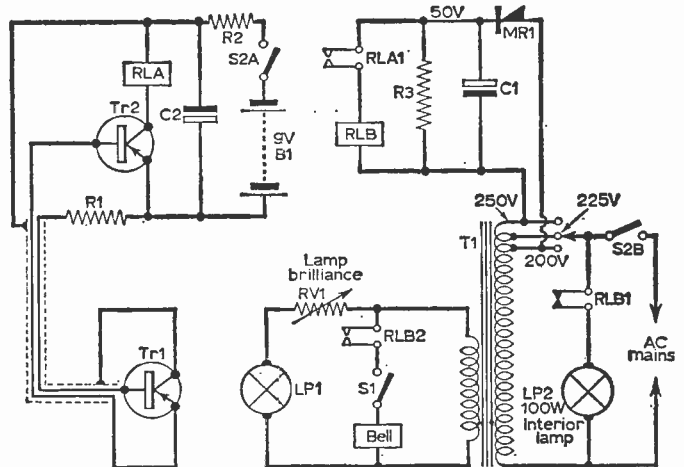 R2
S2A
RLA
Tr2
C2
9V
B1
R1
Tr1
50V
MR1
RLA1
R3
C1
RLB
250V
225V
T1
200V
S2B
RLB1
AC
mains
LP2
100W
Interior
lamp
Lamp
brilliance
RV1
RLB2
LP1
S1
Bell